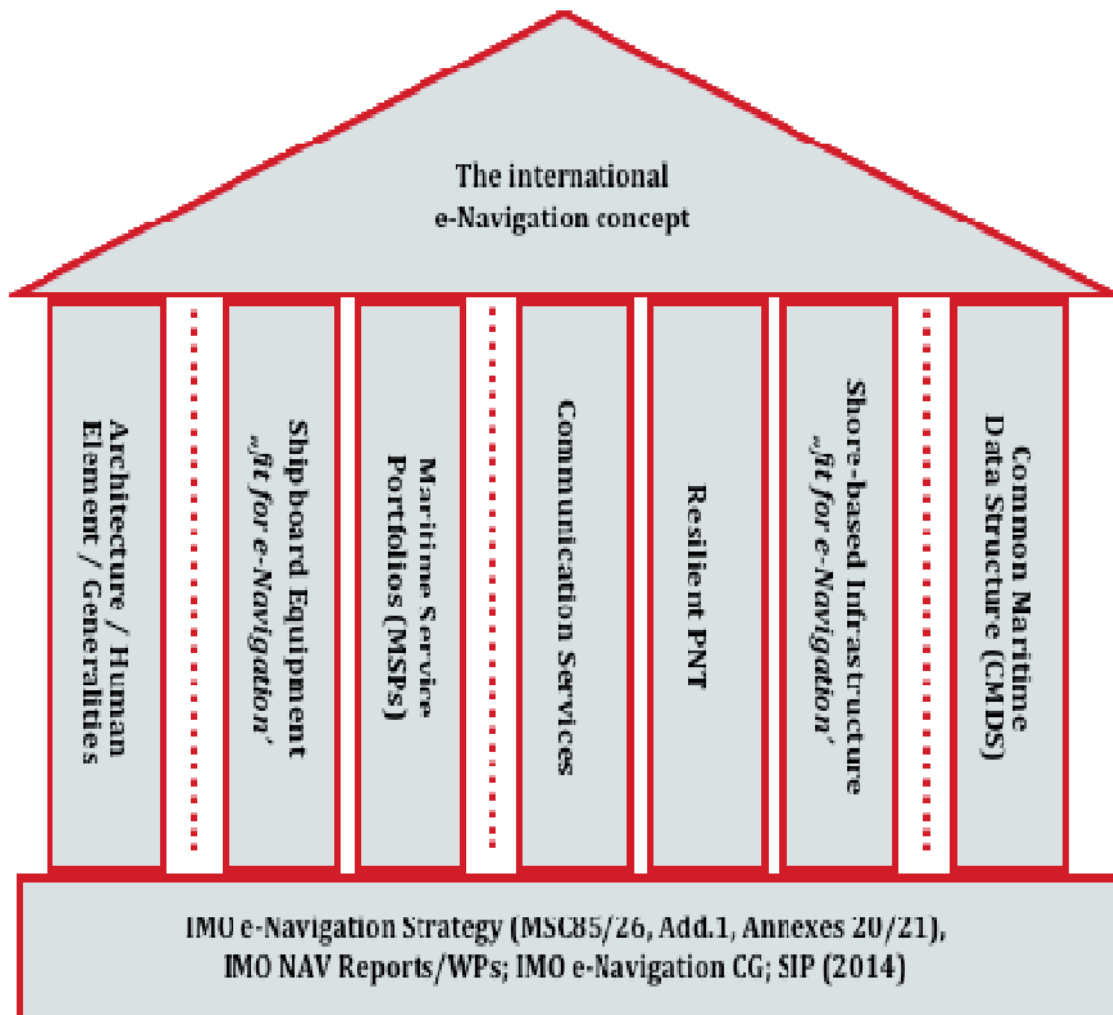 The international
e-Navigation concept
Architecture / Human
Element / Generalities
Shipboard Equipment
„fit for e-Navigation‘
Maritime Service
Portfolios (MSPs)
Communication Services
Resilient PNT
Shore-based Infrastructure
„fit for e-Navigation‘
Common Maritime
Data Structure (CMDS)
IMO e-Navigation Strategy (MSC85/26, Add.1, Annexes 20/21),
IMO NAV Reports/WPs; IMO e-Navigation CG; SIP (2014)